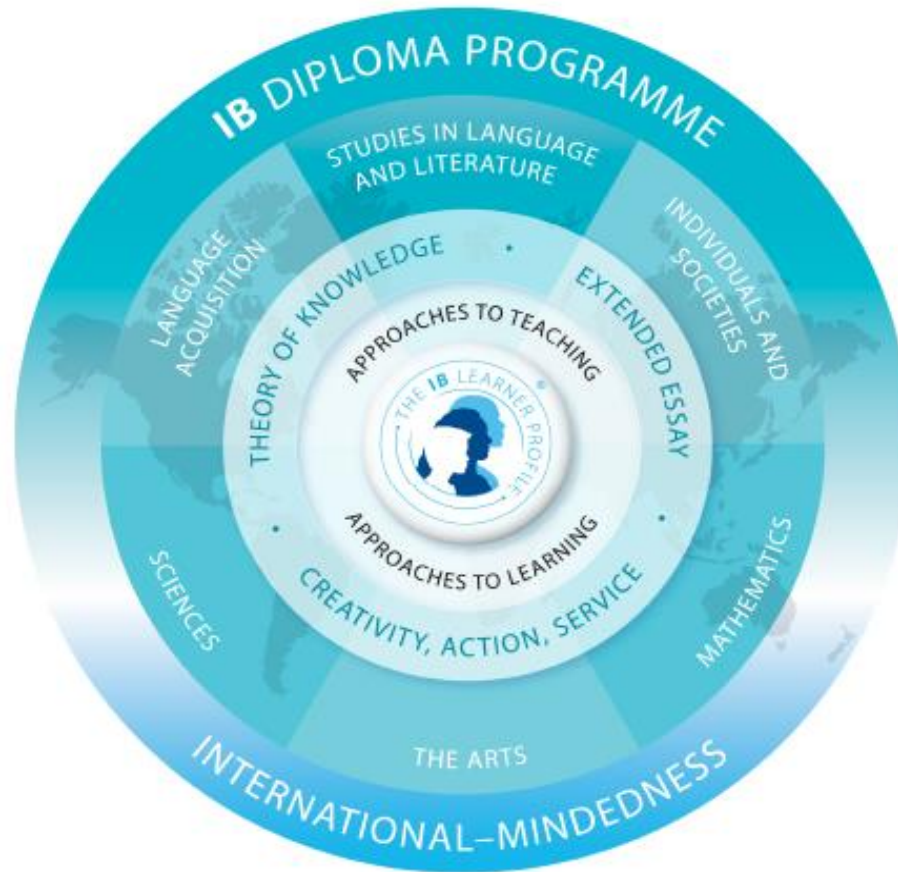 IB DIPLOMA PROGRAMME
STUDIES IN LANGUAGE
AND LITERATURE
LANGUAGE
ACQUISITION
INDIVIDUALS AND
SOCIETIES
THEORY OF KNOWLEDGE
•
EXTENDED ESSAY
•
APPROACHES TO TEACHING
• THE IB LEARNER PROFILE • ®
APPROACHES TO LEARNING
•
CREATIVITY, ACTION, SERVICE
SCIENCES
MATHEMATICS
THE ARTS
INTERNATIONAL–MINDEDNESS